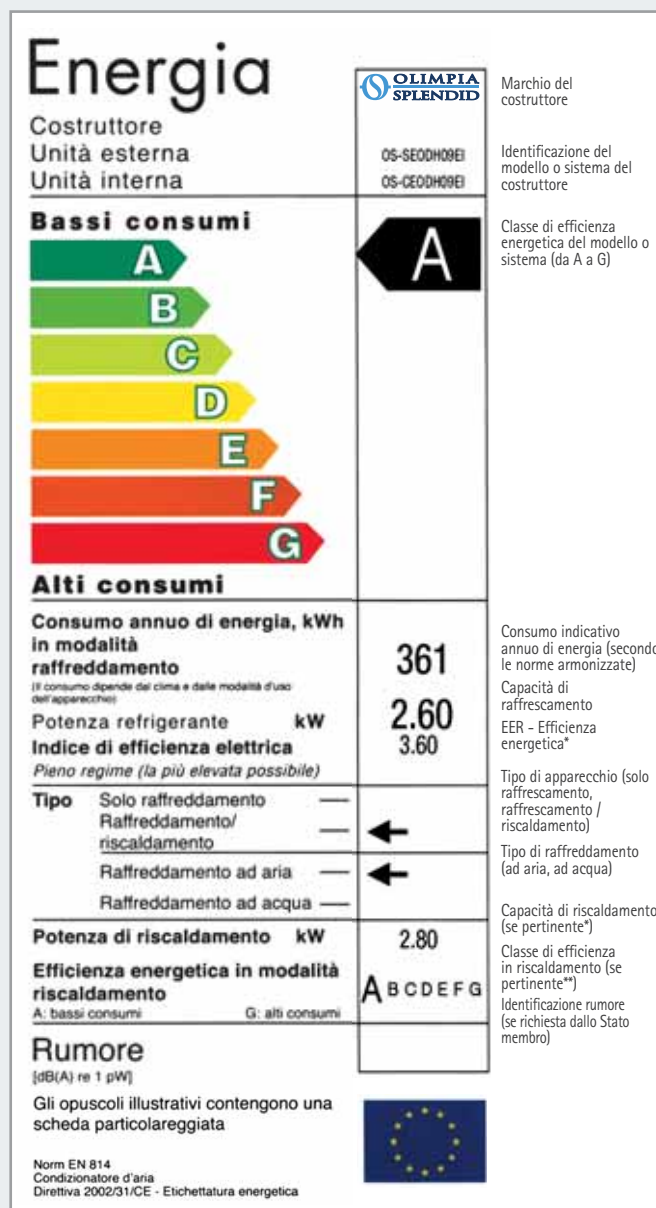 Energia
OLIMPIA
SPLENDID
Marchio del
costruttore
Costruttore
Unità esterna
OS-SEODH09EI
Unità interna
OS-CEODH09EI
Identificazione del
modello o sistema del
costruttore
Bassi consumi
A
Classe di efficienza
energetica del modello o
sistema (da A a G)
A
B
C
D
E
F
G
Alti consumi
Consumo annuo di energia, kWh
in modalità
raffreddamento
361
(Il consumo dipende dal clima e dalle modalità d'uso
dell'apparecchio)
Consumo indicativo
annuo di energia (secondo
le norme armonizzate)
Potenza refrigerante kW
2.60
Capacità di
raffrescamento
Indice di efficienza elettrica
3.60
Pieno regime (la più elevata possibile)
EER - Efficienza
energetica*
Tipo Solo raffreddamento
Raffreddamento/
riscaldamento
Tipo di apparecchio (solo
raffrescamento,
raffrescamento /
riscaldamento)
Raffreddamento ad aria
Raffreddamento ad acqua
Tipo di raffreddamento
(ad aria, ad acqua)
Potenza di riscaldamento kW
2.80
Capacità di riscaldamento
(se pertinente*)
Efficienza energetica in modalità
riscaldamento
A B C D E F G
A: bassi consumi G: alti consumi
Classe di efficienza
in riscaldamento (se
pertinente**)
Rumore
[dB(A) re 1 pW]
Identificazione rumore
(se richiesta dallo Stato
membro)
Gli opuscoli illustrativi contengono una
scheda particolareggiata
Norm EN 814
Condizionatore d'aria
Direttiva 2002/31/CE - Etichettatura energetica